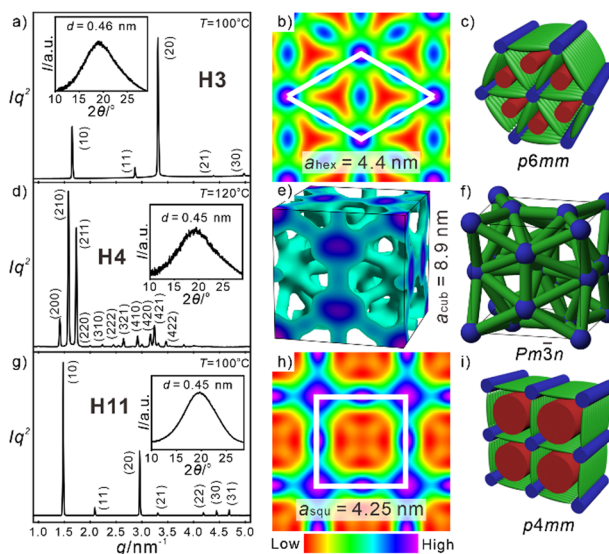 a)
T=100°C
d = 0.46 nm
I/a.u.
10 15 20 25
2θ/°
Iq²
H3
(10)
(11)
(20)
(21)
(30)
b)
a_hex = 4.4 nm
c)
p6mm
d)
T=120°C
d = 0.45 nm
I/a.u.
10 15 20 25
2θ/°
Iq²
H4
(200)
(210)
(211)
(220)
(310)
(222)
(321)
(410)
(420)
(421)
(422)
e)
a_cub = 8.9 nm
f)
Pm3̄n
g)
T=100°C
d = 0.45 nm
I/a.u.
10 15 20 25
2θ/°
Iq²
H11
(10)
(11)
(20)
(21)
(22)
(30)
(31)
1.0 1.5 2.0 2.5 3.0 3.5 4.0 4.5 5.0
q/nm⁻¹
h)
a_squ = 4.25 nm
Low High
i)
p4mm